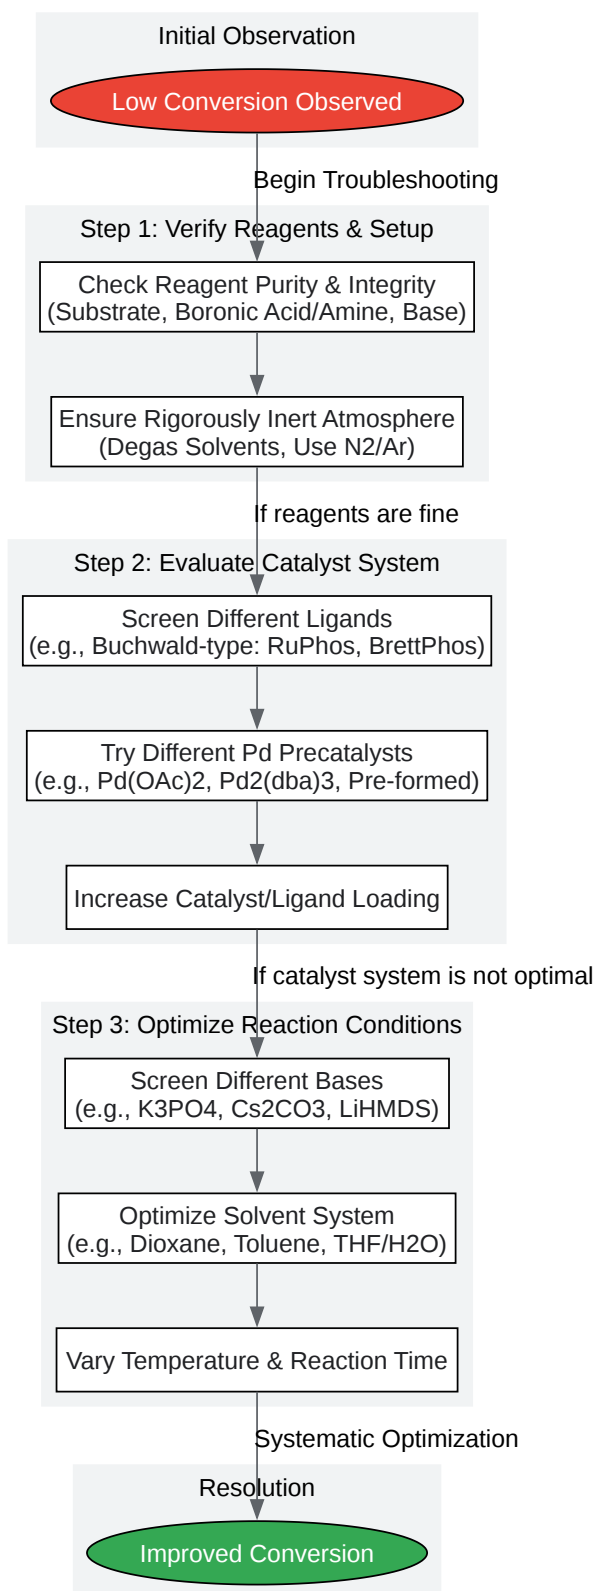 Initial Observation
Low Conversion Observed
Begin Troubleshooting
Step 1: Verify Reagents & Setup
Check Reagent Purity & Integrity
(Substrate, Boronic Acid/Amine, Base)
Ensure Rigorously Inert Atmosphere
(Degas Solvents, Use N2/Ar)
If reagents are fine
Step 2: Evaluate Catalyst System
Screen Different Ligands
(e.g., Buchwald-type: RuPhos, BrettPhos)
Try Different Pd Precatalysts
(e.g., Pd(OAc)2, Pd2(dba)3, Pre-formed)
Increase Catalyst/Ligand Loading
If catalyst system is not optimal
Step 3: Optimize Reaction Conditions
Screen Different Bases
(e.g., K3PO4, Cs2CO3, LiHMDS)
Optimize Solvent System
(e.g., Dioxane, Toluene, THF/H2O)
Vary Temperature & Reaction Time
Systematic Optimization
Resolution
Improved Conversion